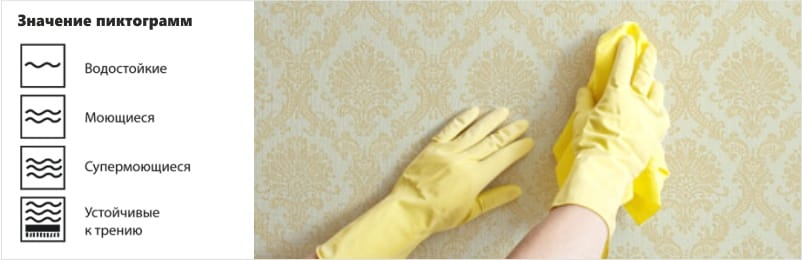 Значение пиктограмм
Водостойкие
Моющиеся
Супермоющиеся
Устойчивые
к трению